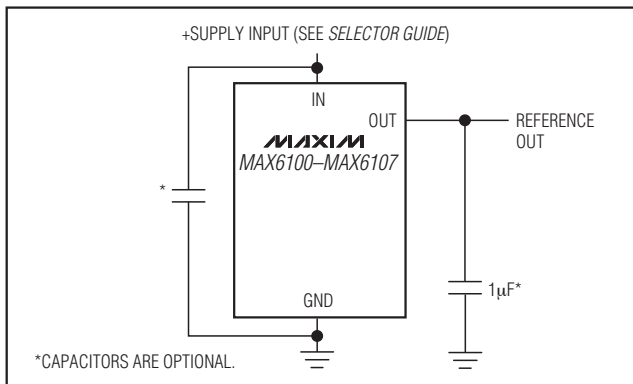 +SUPPLY INPUT (SEE SELECTOR GUIDE)
IN
OUT
REFERENCE
OUT
MAXIM
MAX6100–MAX6107
*
1μF*
GND
*CAPACITORS ARE OPTIONAL.